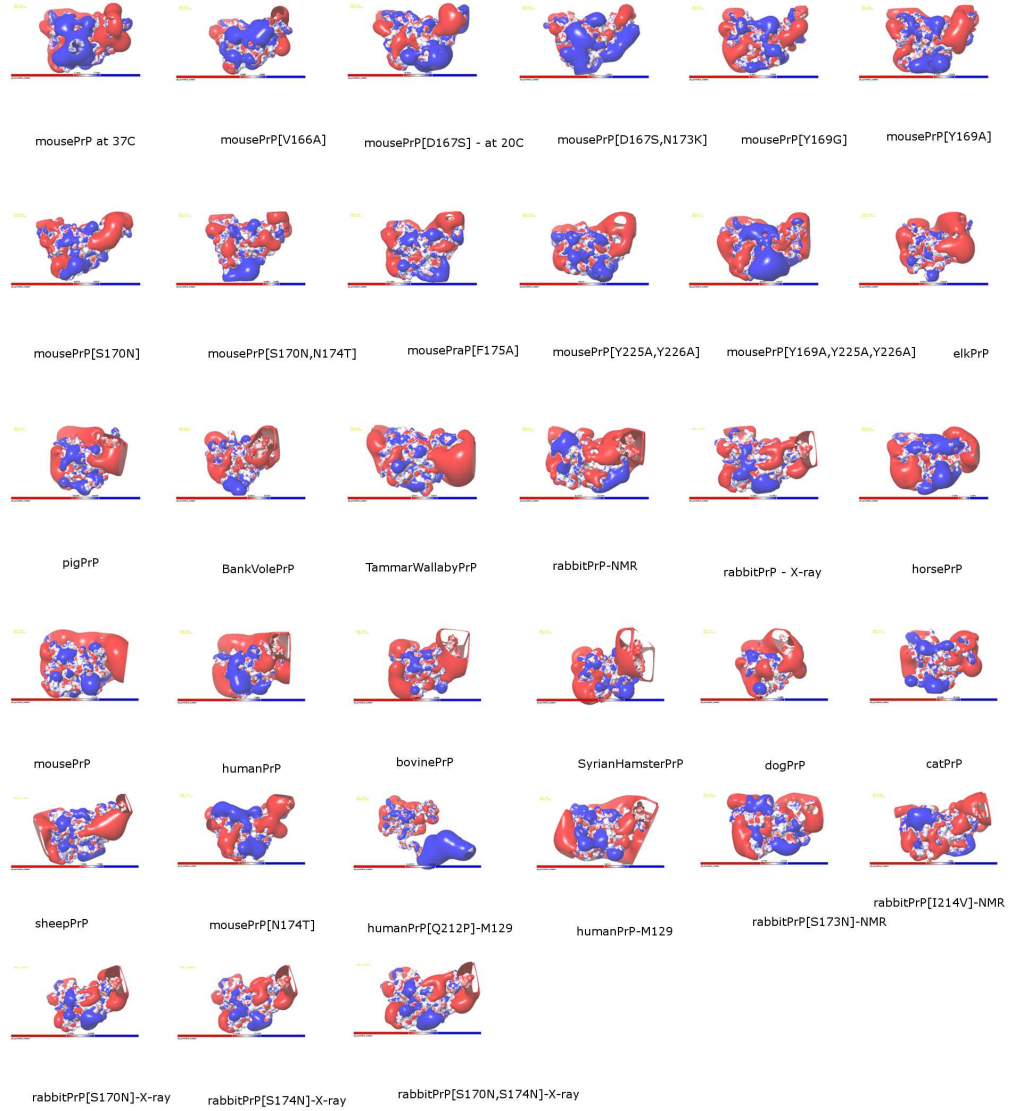 mousePrP at 37C
mousePrP[V166A]
mousePrP[D167S] - at 20C
mousePrP[D167S,N173K]
mousePrP[Y169G]
mousePrP[Y169A]
mousePrP[S170N]
mousePrP[S170N,N174T]
mousePraP[F175A]
mousePrP[Y225A,Y226A]
mousePrP[Y169A,Y225A,Y226A]
elkPrP
pigPrP
BankVolePrP
TammarWallabyPrP
rabbitPrP-NMR
rabbitPrP - X-ray
horsePrP
mousePrP
humanPrP
bovinePrP
SyrianHamsterPrP
dogPrP
catPrP
sheepPrP
mousePrP[N174T]
humanPrP[Q212P]-M129
humanPrP-M129
rabbitPrP[S173N]-NMR
rabbitPrP[I214V]-NMR
rabbitPrP[S170N]-X-ray
rabbitPrP[S174N]-X-ray
rabbitPrP[S170N,S174N]-X-ray